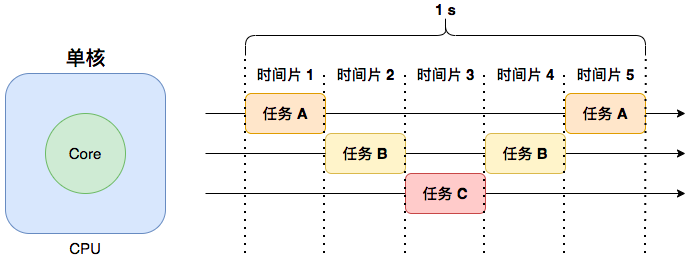 1 s
单核
时间片 1
时间片 2
时间片 3
时间片 4
时间片 5
任务 A
任务 A
Core
任务 B
任务 B
任务 C
CPU